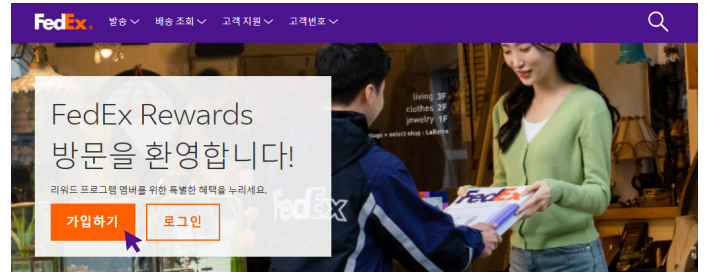 FedEx.
발송
배송 조회
고객 지원
고객번호
FedEx Rewards
방문을 환영합니다!
리워드 프로그램 멤버를 위한 특별한 혜택을 누리세요.
가입하기
로그인
living 3F
clothes 2F
jewelry 1F
select shop : LaBelra
FedEx
FedEx